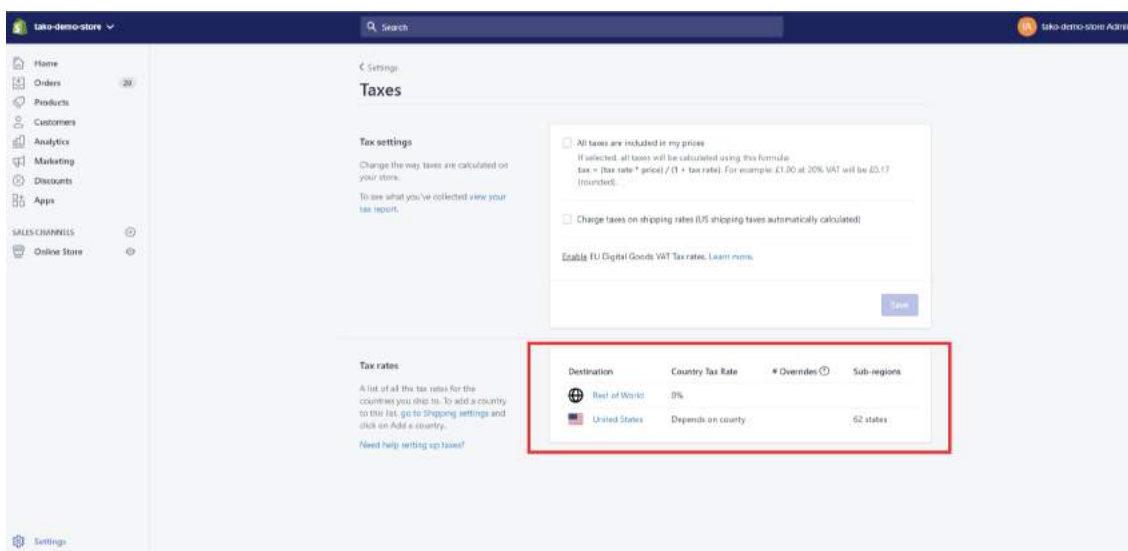 tako-demo-store
Search
tako-demo-store Admi
Home
Orders 20
Products
Customers
Analytics
Marketing
Discounts
Apps
SALES CHANNELS
Online Store
Settings
Settings
Taxes
Tax settings
Change the way taxes are calculated on
your store.
To see what you've collected view your
tax report.
All taxes are included in my prices
If selected, all taxes will be calculated using this formula:
tax = (tax rate * price) / (1 + tax rate). For example: £1.00 at 20% VAT will be £0.17
(rounded).
Charge taxes on shipping rates (US shipping taxes automatically calculated)
Enable EU Digital Goods VAT Tax rates. Learn more.
Save
Tax rates
A list of all the tax rates for the
countries you ship to. To add a country
to this list, go to Shipping settings and
click on Add a country.
Need help setting up taxes?
Destination Country Tax Rate # Overrides Sub-regions
Rest of World 0%
United States Depends on county 62 states